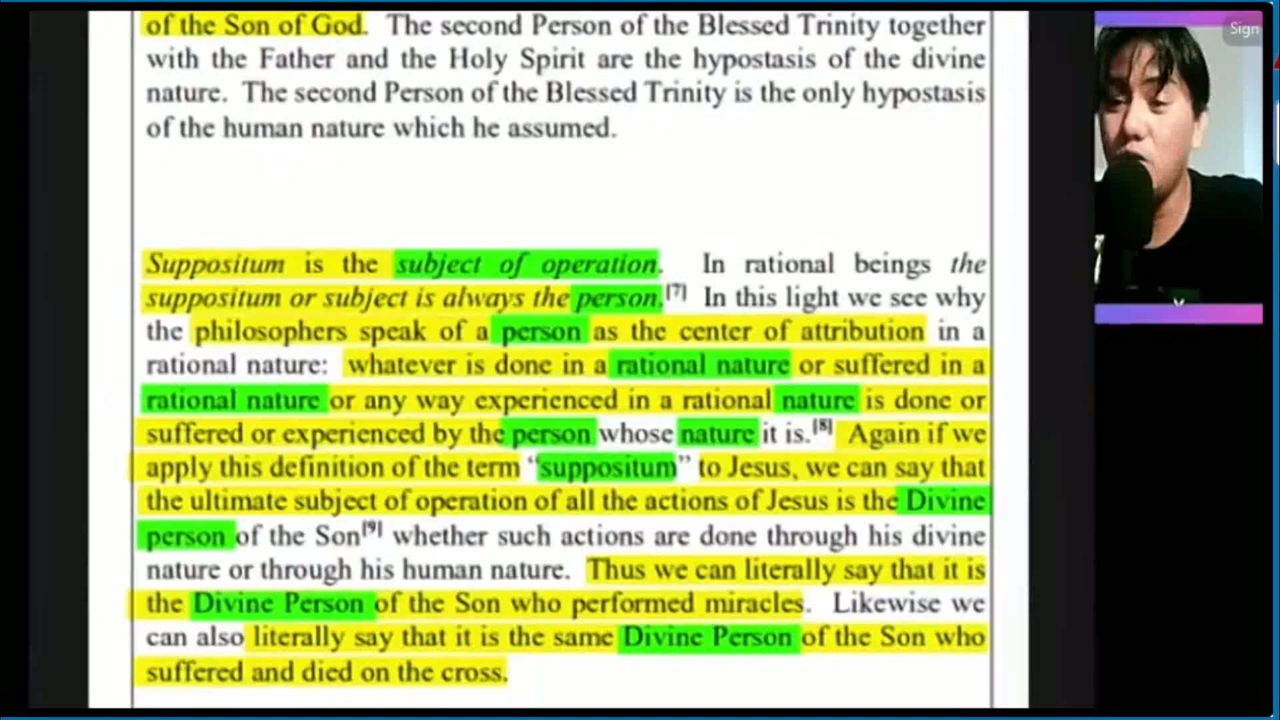 of the Son of God. The second Person of the Blessed Trinity together
with the Father and the Holy Spirit are the hypostasis of the divine
nature. The second Person of the Blessed Trinity is the only hypostasis
of the human nature which he assumed.
Suppositum is the subject of operation. In rational beings the
suppositum or subject is always the person.[7] In this light we see why
the philosophers speak of a person as the center of attribution in a
rational nature: whatever is done in a rational nature or suffered in a
rational nature or any way experienced in a rational nature is done or
suffered or experienced by the person whose nature it is.[8] Again if we
apply this definition of the term “suppositum” to Jesus, we can say that
the ultimate subject of operation of all the actions of Jesus is the Divine
person of the Son[9] whether such actions are done through his divine
nature or through his human nature. Thus we can literally say that it is
the Divine Person of the Son who performed miracles. Likewise we
can also literally say that it is the same Divine Person of the Son who
suffered and died on the cross.
Sign